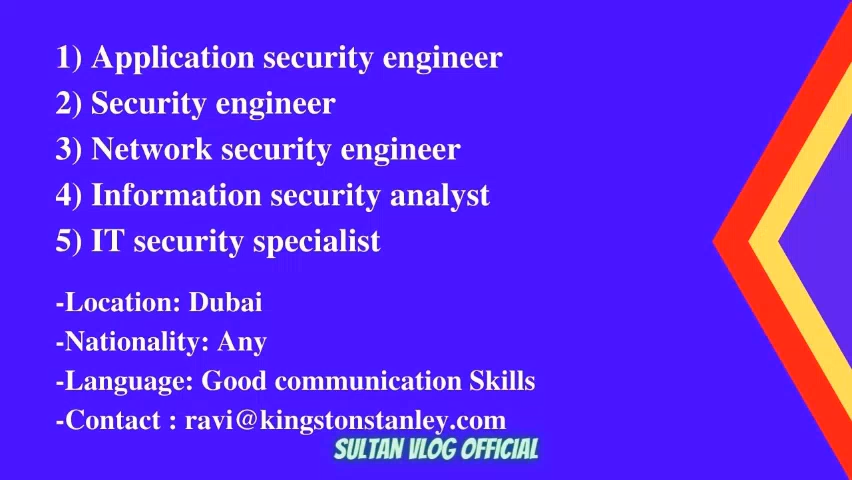 1) Application security engineer
2) Security engineer
3) Network security engineer
4) Information security analyst
5) IT security specialist
-Location: Dubai
-Nationality: Any
-Language: Good communication Skills
-Contact : ravi@kingstonstanley.com
SULTAN VLOG OFFICIAL